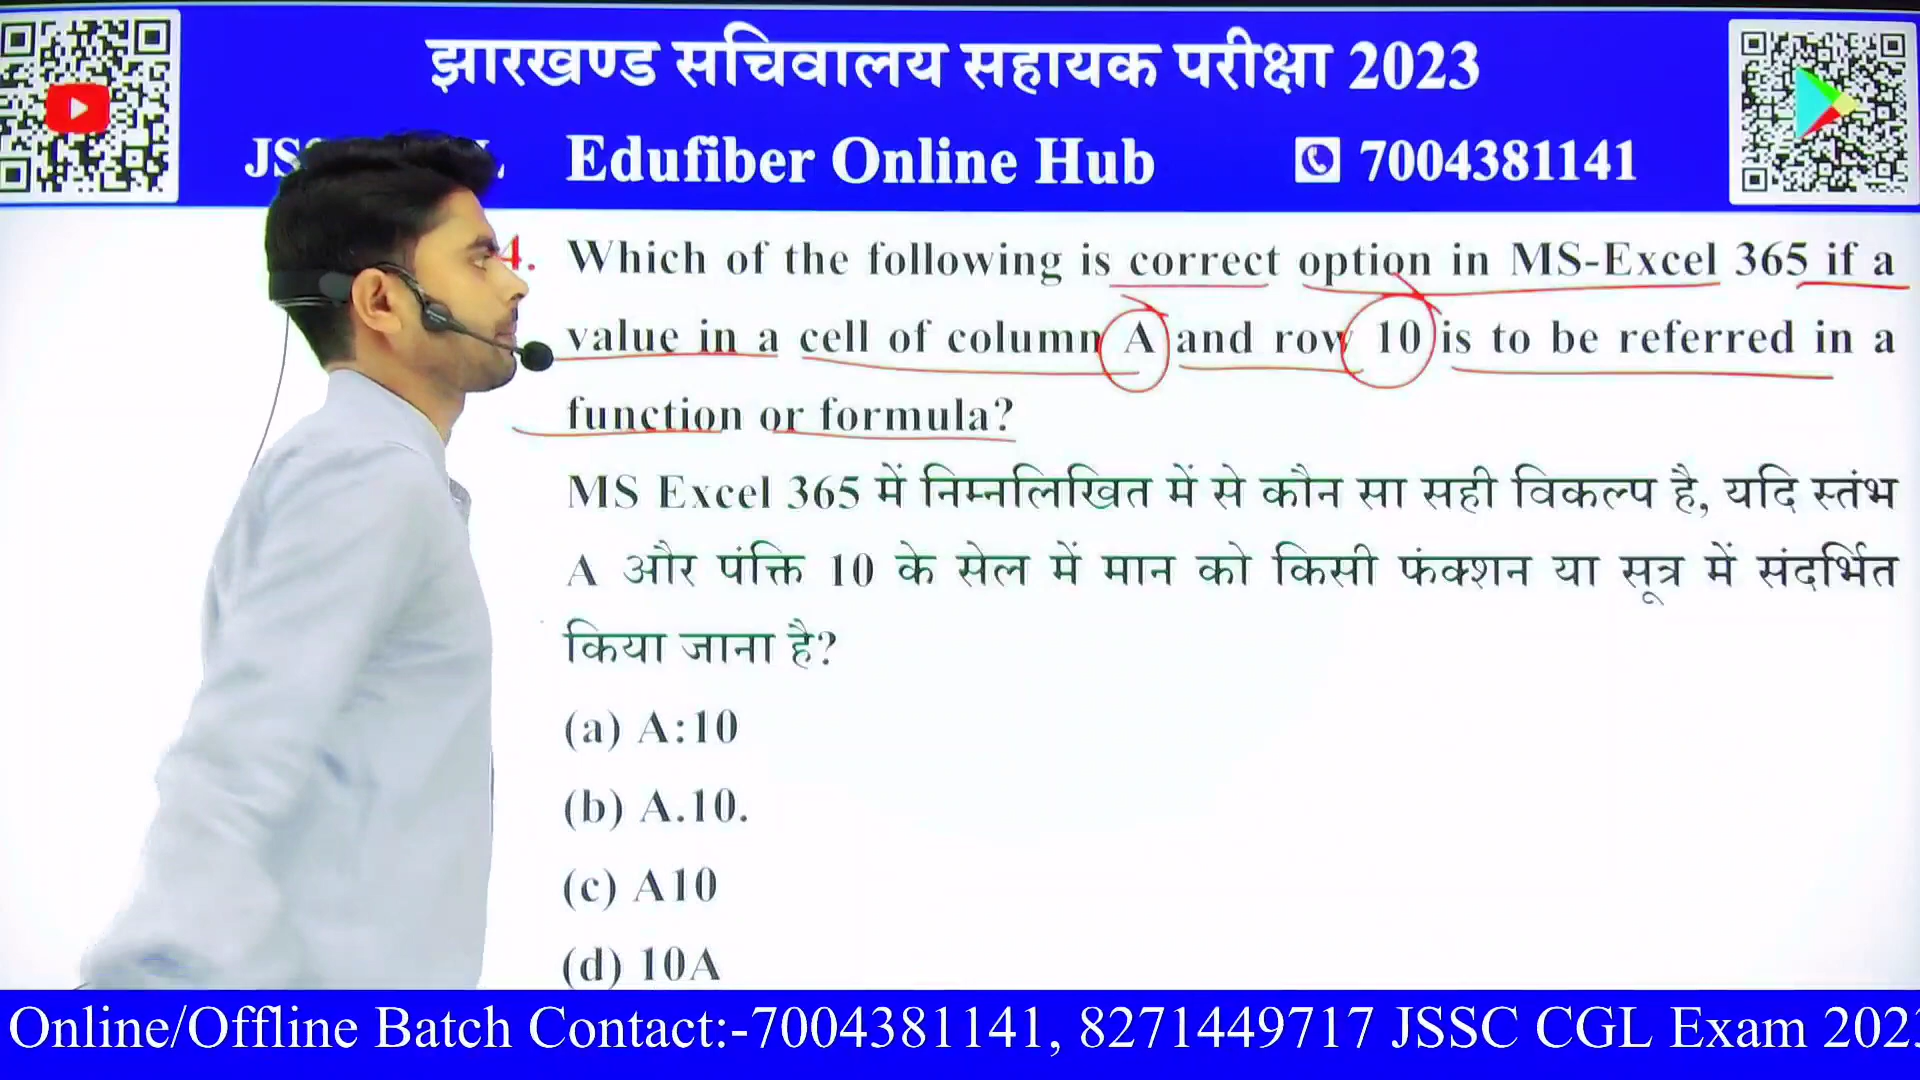 झारखण्ड सचिवालय सहायक परीक्षा 2023
Edufiber Online Hub 7004381141
4. Which of the following is correct option in MS-Excel 365 if a
value in a cell of column A and row 10 is to be referred in a
function or formula?
MS Excel 365 में निम्नलिखित में से कौन सा सही विकल्प है, यदि स्तंभ
A और पंक्ति 10 के सेल में मान को किसी फंक्शन या सूत्र में संदर्भित
किया जाना है?
(a) A:10
(b) A.10.
(c) A10
(d) 10A
Online/Offline Batch Contact:-7004381141, 8271449717 JSSC CGL Exam 2023